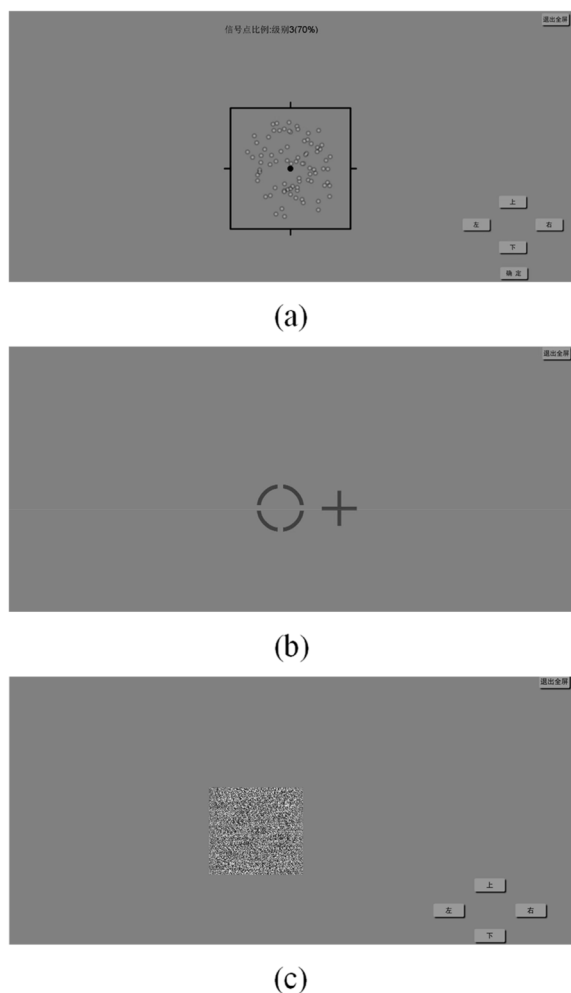 退出全屏
信号点比例:级别3(70%)
上
左 右
下
确 定
(a)
退出全屏
(b)
退出全屏
上
左 右
下
(c)